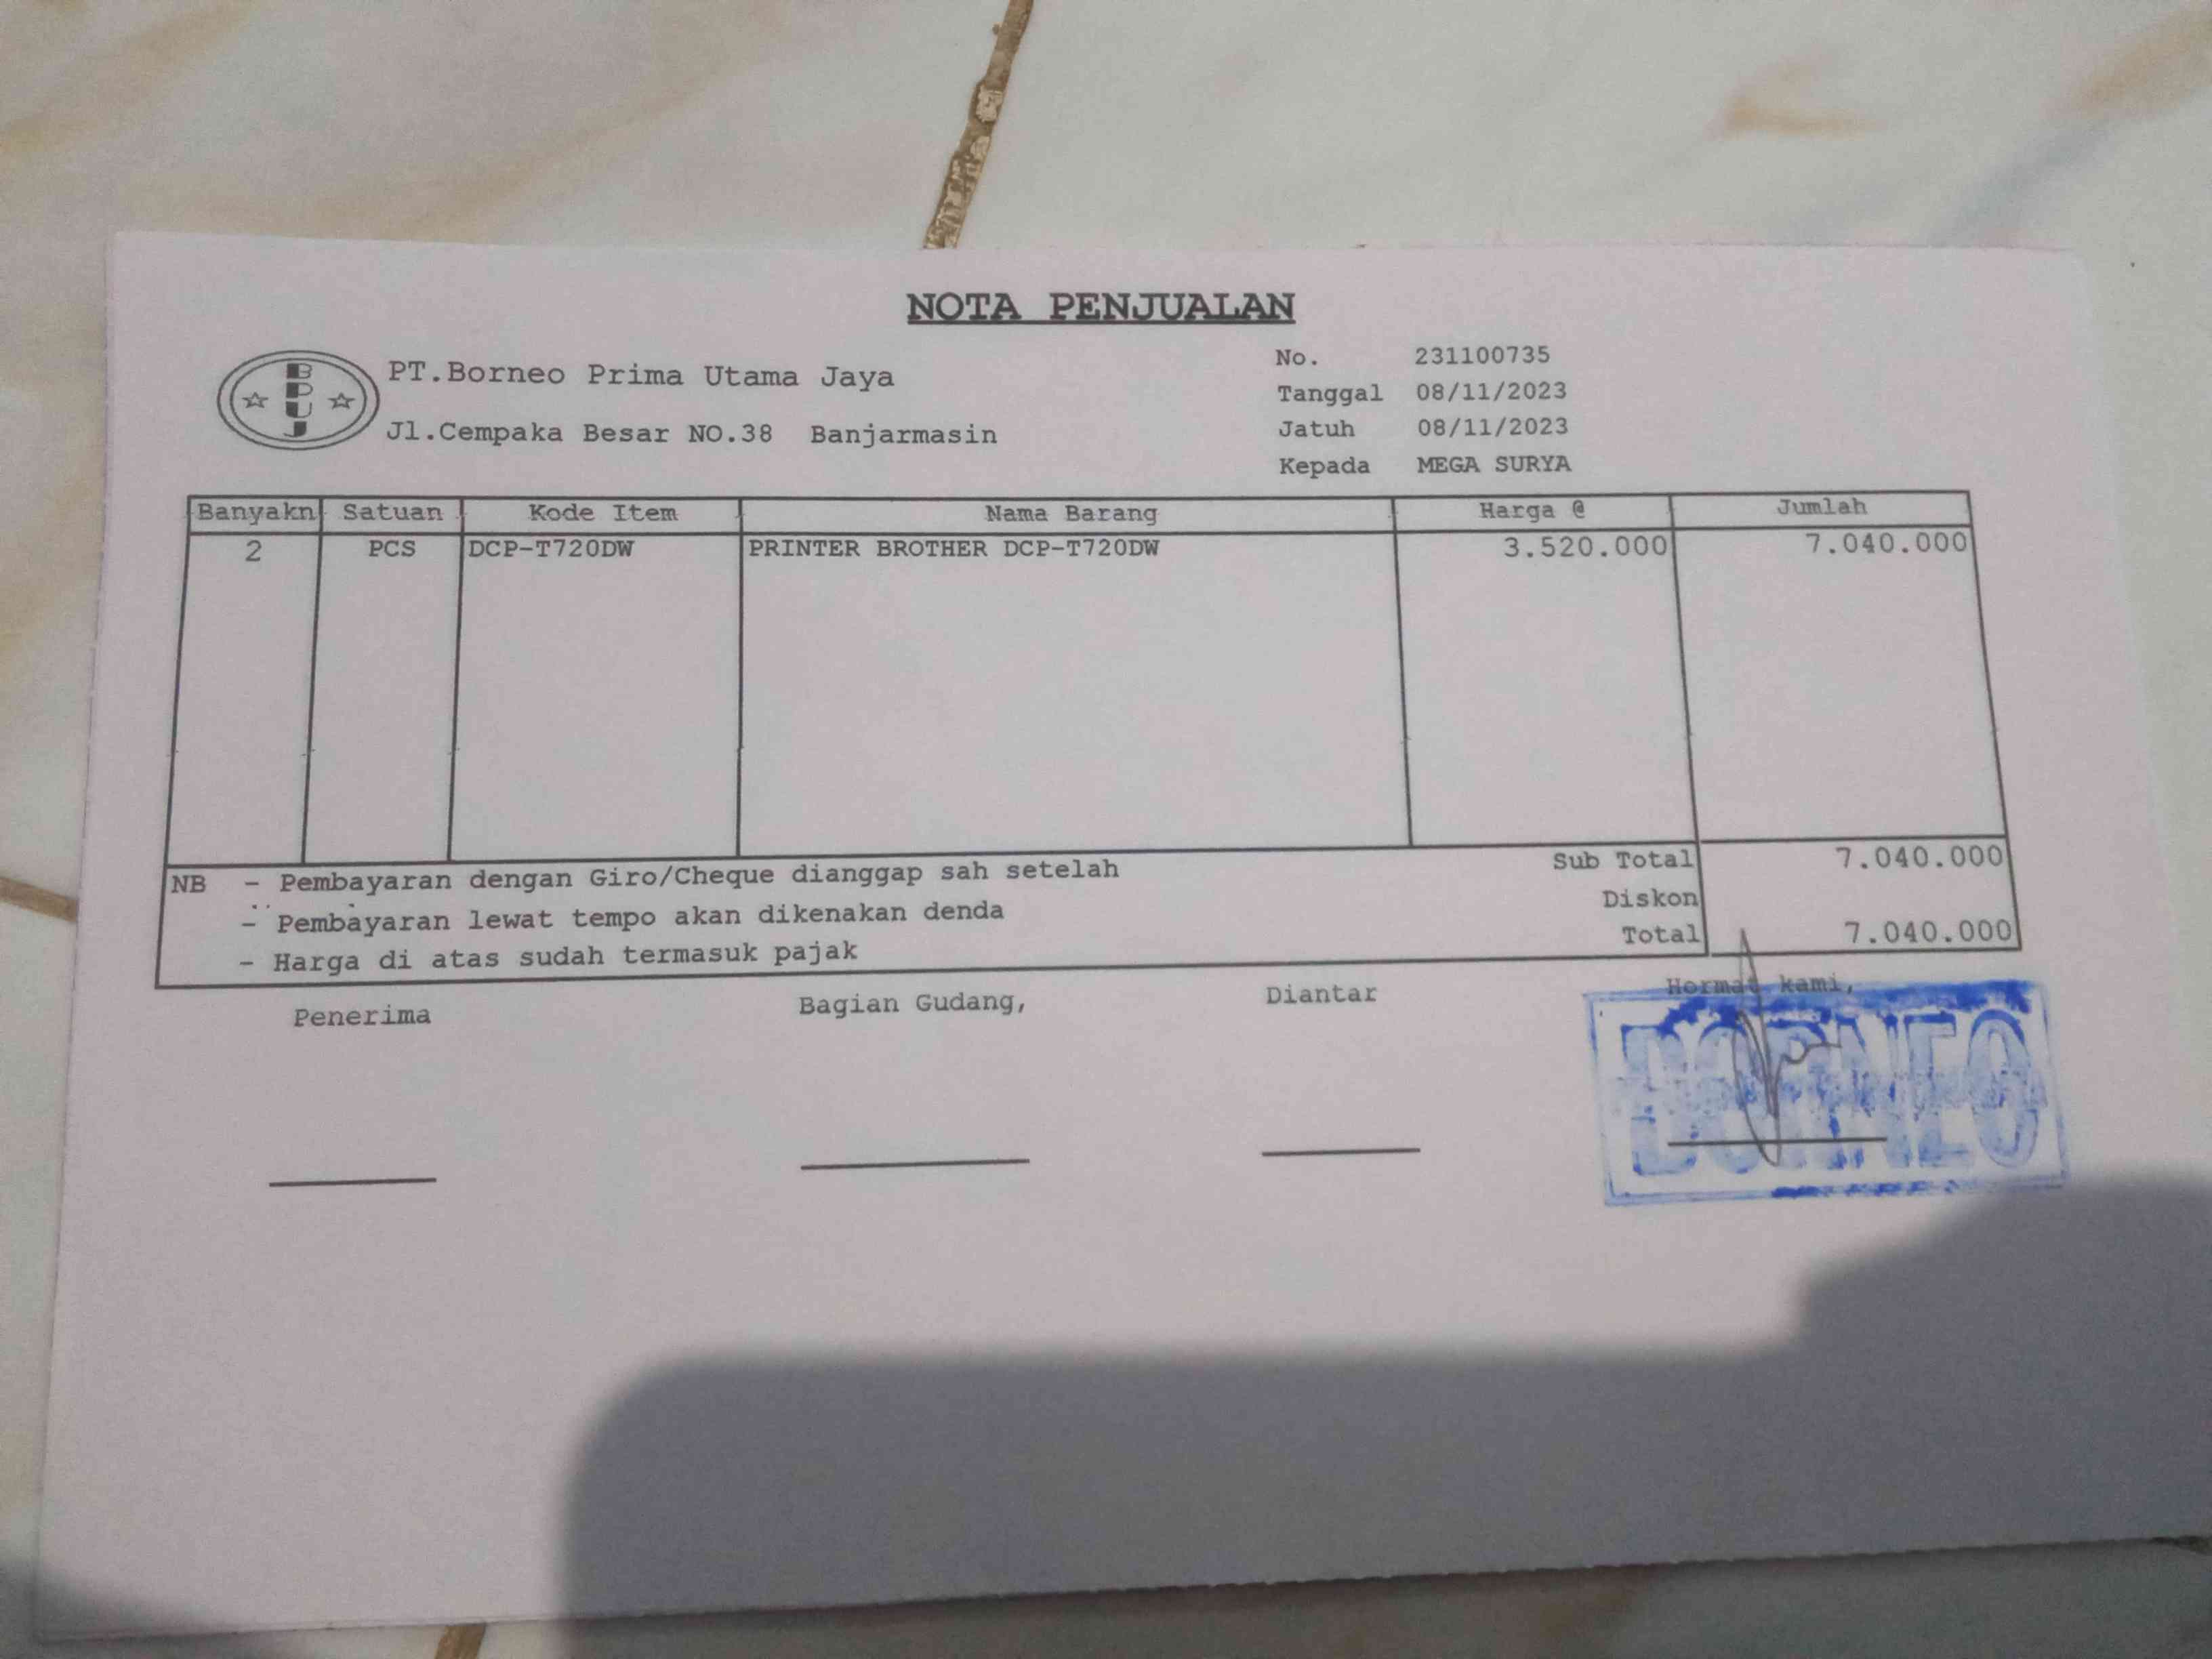 NOTA PENJUALAN
BPUJ
PT.Borneo Prima Utama Jaya
Jl.Cempaka Besar NO.38 Banjarmasin
No. 231100735
Tanggal 08/11/2023
Jatuh 08/11/2023
Kepada MEGA SURYA
Banyakn Satuan Kode Item Nama Barang Harga @ Jumlah
2 PCS DCP-T720DW PRINTER BROTHER DCP-T720DW 3.520.000 7.040.000
Sub Total 7.040.000
Diskon
Total 7.040.000
NB - Pembayaran dengan Giro/Cheque dianggap sah setelah
- Pembayaran lewat tempo akan dikenakan denda
- Harga di atas sudah termasuk pajak
Penerima Bagian Gudang, Diantar Hormat kami,
BORNEO